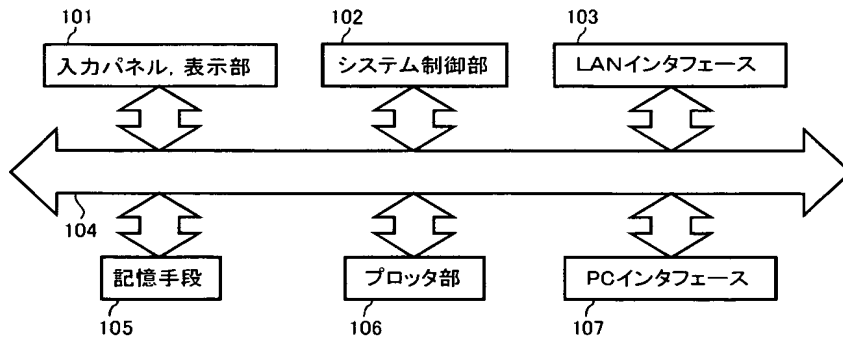 101
102
103
入力パネル，表示部
システム制御部
LANインタフェース
104
記憶手段
プロッタ部
PCインタフェース
105
106
107